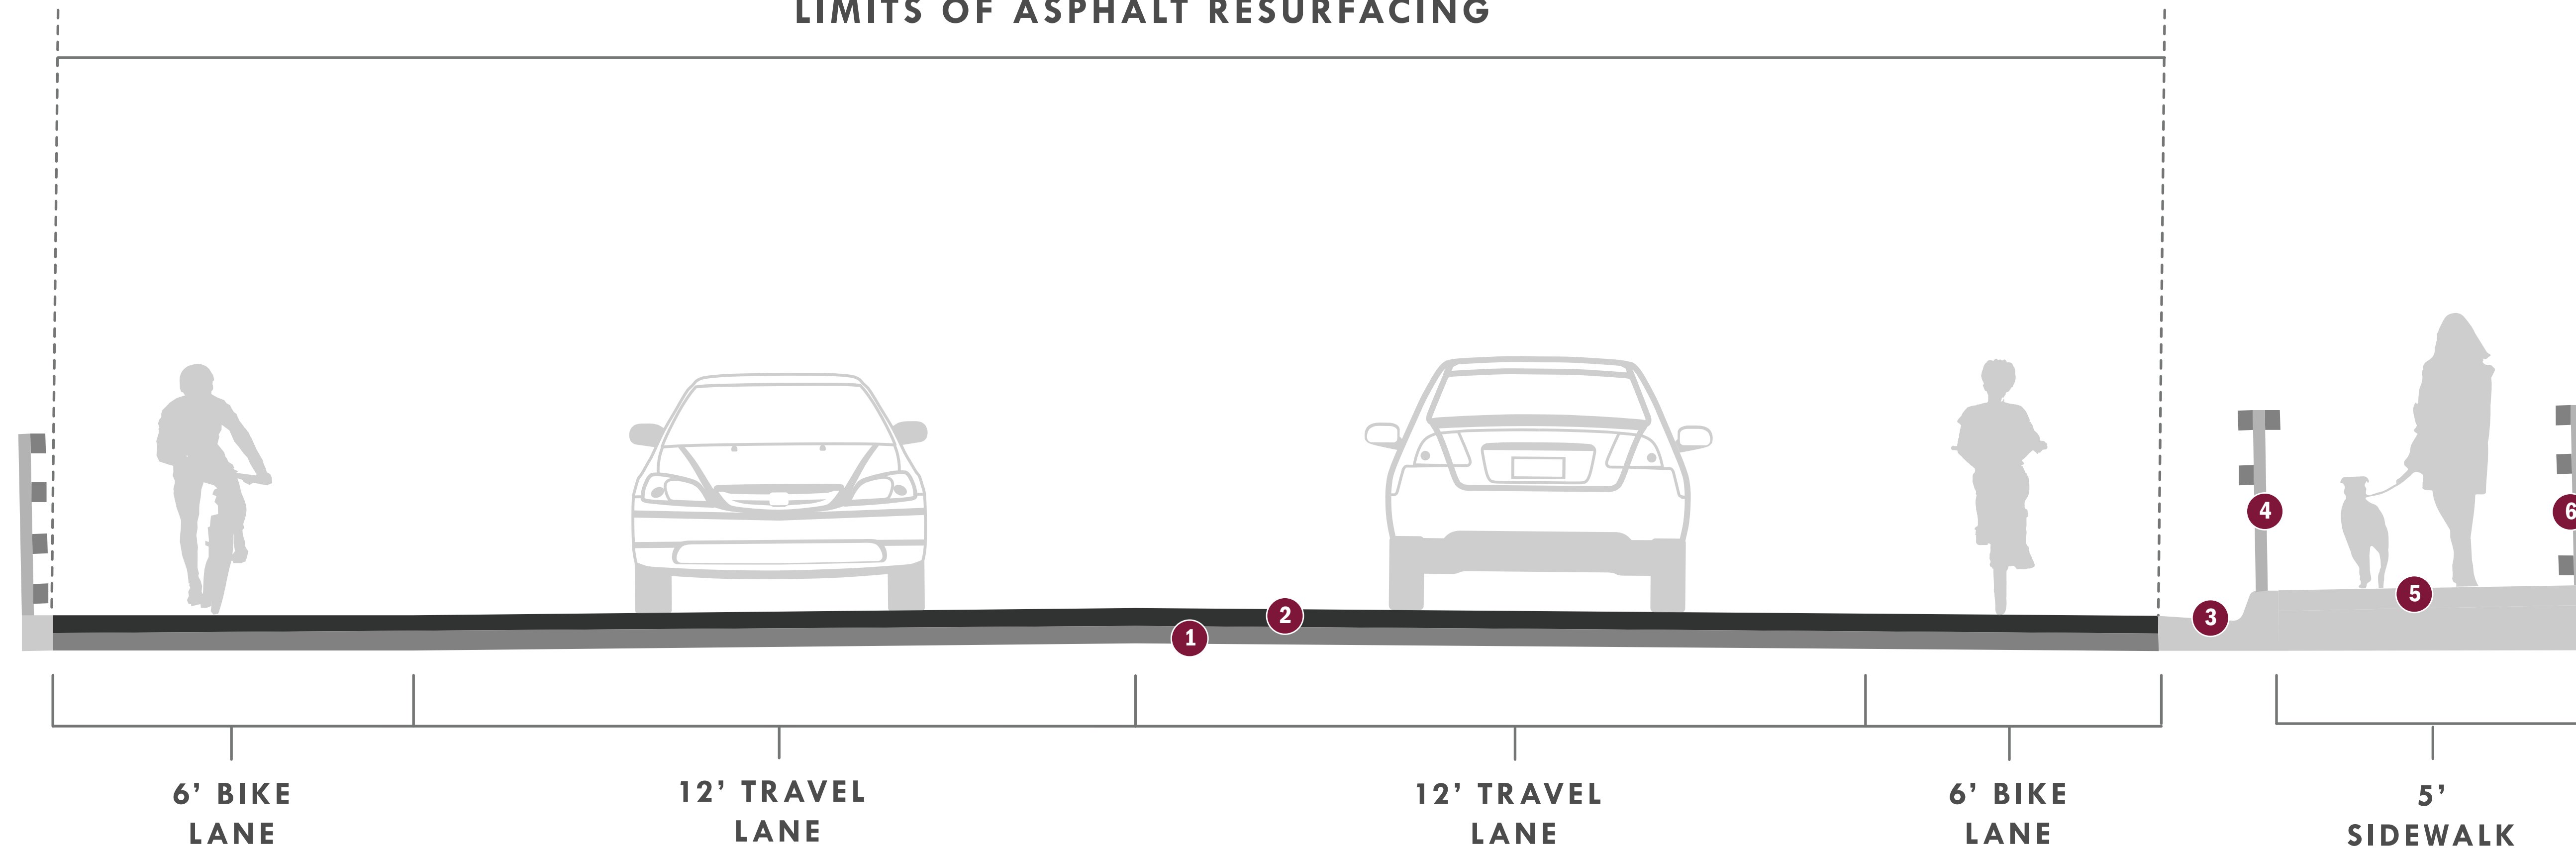 LIMITS OF ASPHALT RESURFACING
4
6
5
3
2
1
6’ BIKE
LANE
12’ TRAVEL
LANE
12’ TRAVEL
LANE
6’ BIKE
LANE
5’
SIDEWALK